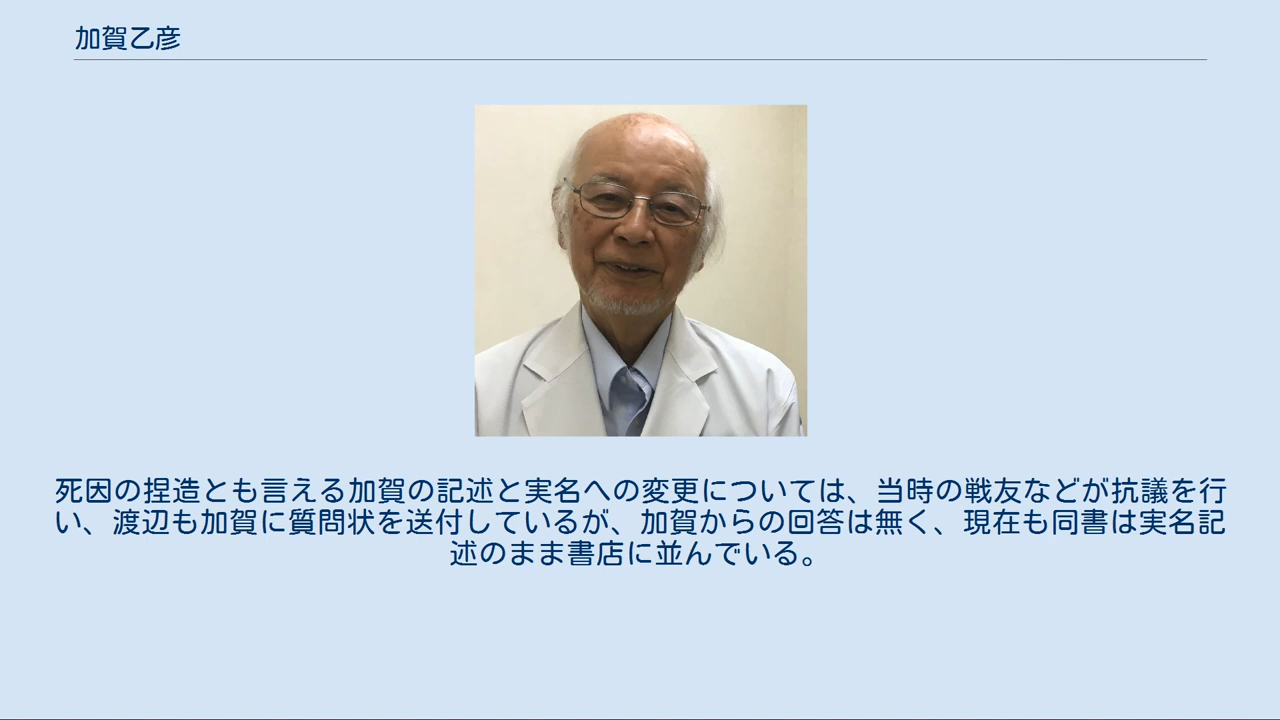 加賀乙彦
死因の捏造とも言える加賀の記述と実名への変更については、当時の戦友などが抗議を行
い、渡辺も加賀に質問状を送付しているが、加賀からの回答は無く、現在も同書は実名記
述のまま書店に並んでいる。